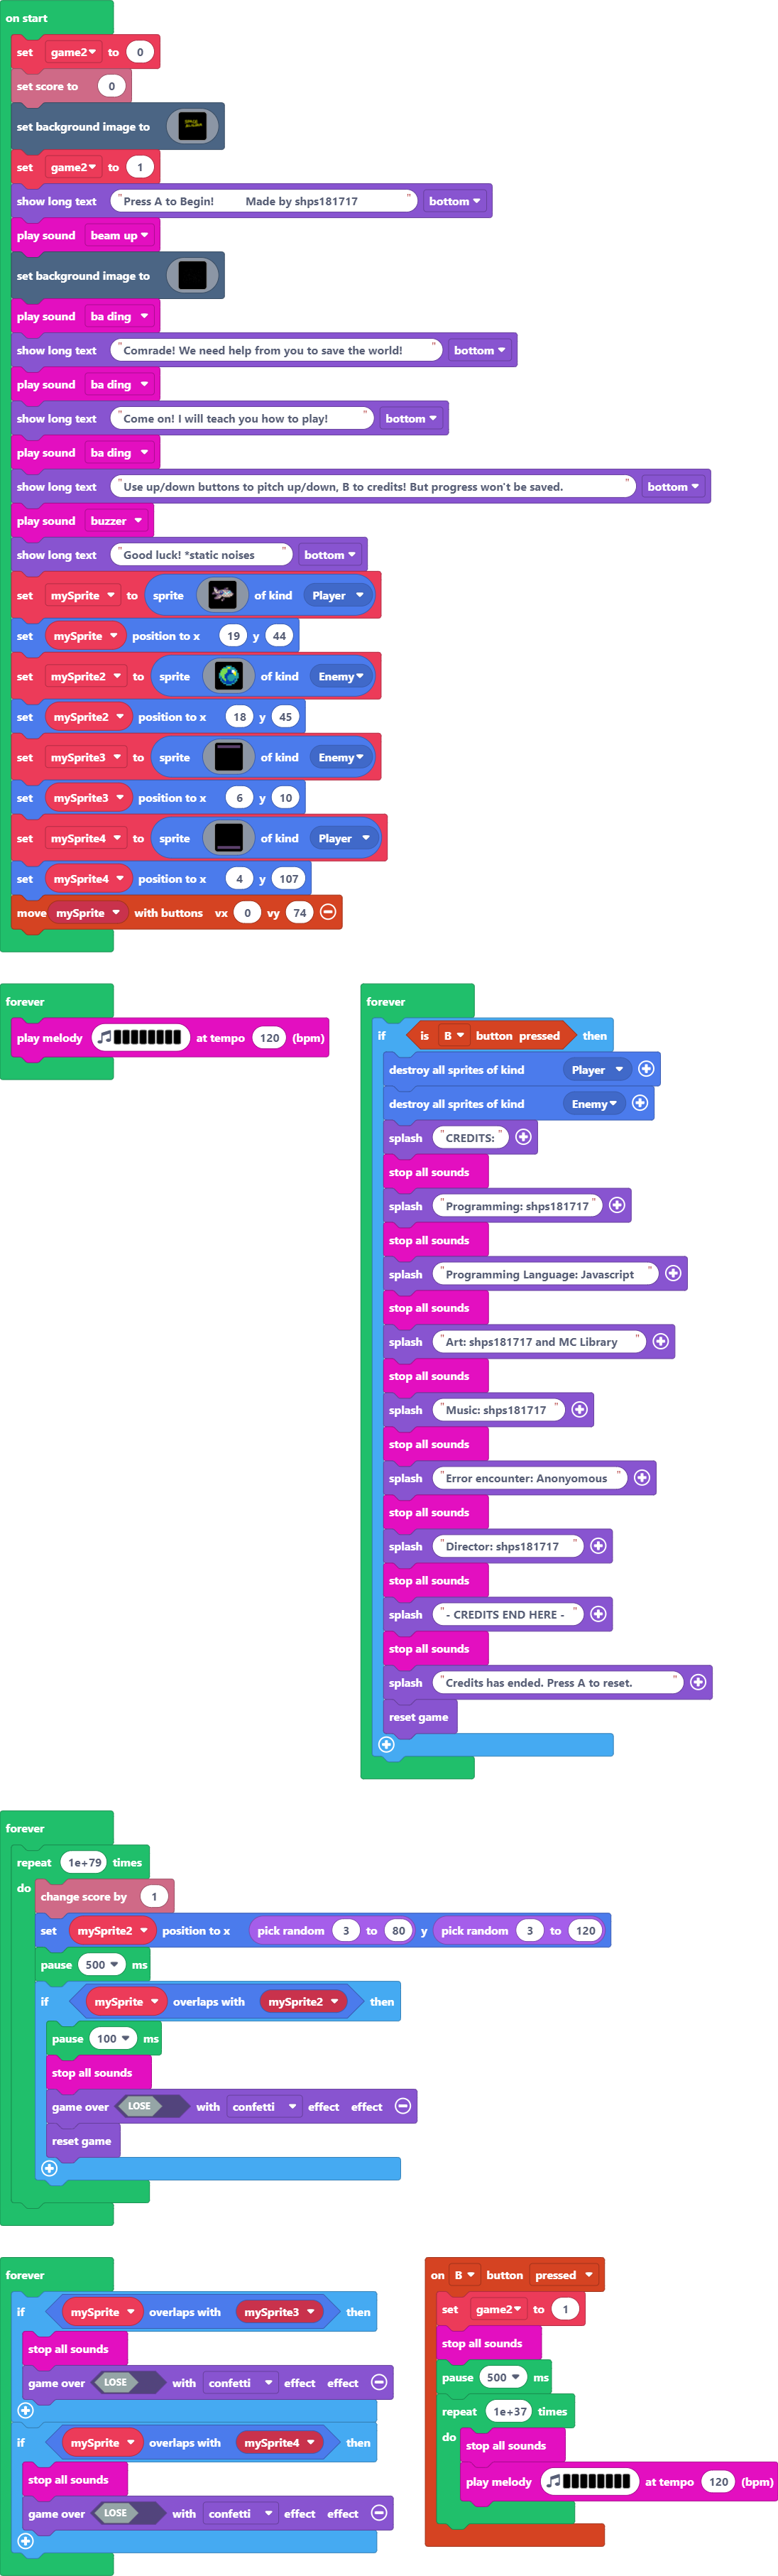 on start
set game2 to 0
set score to 0
set background image to
set game2 to 1
show long text "Press A to Begin! Made by shps181717" bottom
play sound beam up
set background image to
play sound ba ding
show long text "Comrade! We need help from you to save the world!" bottom
play sound ba ding
show long text "Come on! I will teach you how to play!" bottom
play sound ba ding
show long text "Use up/down buttons to pitch up/down, B to credits! But progress won't be saved." bottom
play sound buzzer
show long text "Good luck! *static noises" bottom
set mySprite to sprite of kind Player
set mySprite position to x 19 y 44
set mySprite2 to sprite of kind Enemy
set mySprite2 position to x 18 y 45
set mySprite3 to sprite of kind Enemy
set mySprite3 position to x 6 y 10
set mySprite4 to sprite of kind Player
set mySprite4 position to x 4 y 107
move mySprite with buttons vx 0 vy 74
forever
play melody at tempo 120 (bpm)
forever
if is B button pressed then
destroy all sprites of kind Player
destroy all sprites of kind Enemy
splash "CREDITS:"
stop all sounds
splash "Programming: shps181717"
stop all sounds
splash "Programming Language: Javascript"
stop all sounds
splash "Art: shps181717 and MC Library"
stop all sounds
splash "Music: shps181717"
stop all sounds
splash "Error encounter: Anonyomous"
stop all sounds
splash "Director: shps181717"
stop all sounds
splash "- CREDITS END HERE -"
stop all sounds
splash "Credits has ended. Press A to reset."
reset game
forever
repeat 1e+79 times
do change score by 1
set mySprite2 position to x pick random 3 to 80 y pick random 3 to 120
pause 500 ms
if mySprite overlaps with mySprite2 then
pause 100 ms
stop all sounds
game over LOSE with confetti effect effect
reset game
forever
if mySprite overlaps with mySprite3 then
stop all sounds
game over LOSE with confetti effect effect
if mySprite overlaps with mySprite4 then
stop all sounds
game over LOSE with confetti effect effect
on B button pressed
set game2 to 1
stop all sounds
pause 500 ms
repeat 1e+37 times
do stop all sounds
play melody at tempo 120 (bpm)